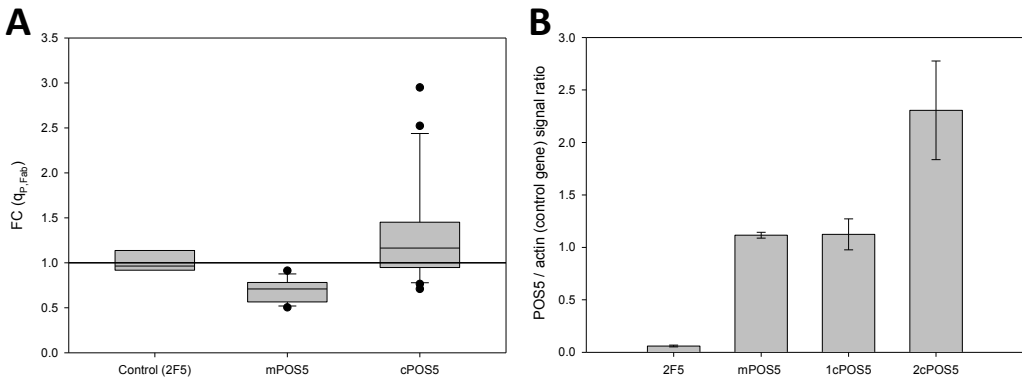 A
B
FC (qP,Fab)
3.5
3.0
2.5
2.0
1.5
1.0
0.5
0.0
Control (2F5)
mPOS5
cPOS5
POS5 / actin (control gene) signal ratio
3.0
2.5
2.0
1.5
1.0
0.5
0.0
2F5
mPOS5
1cPOS5
2cPOS5